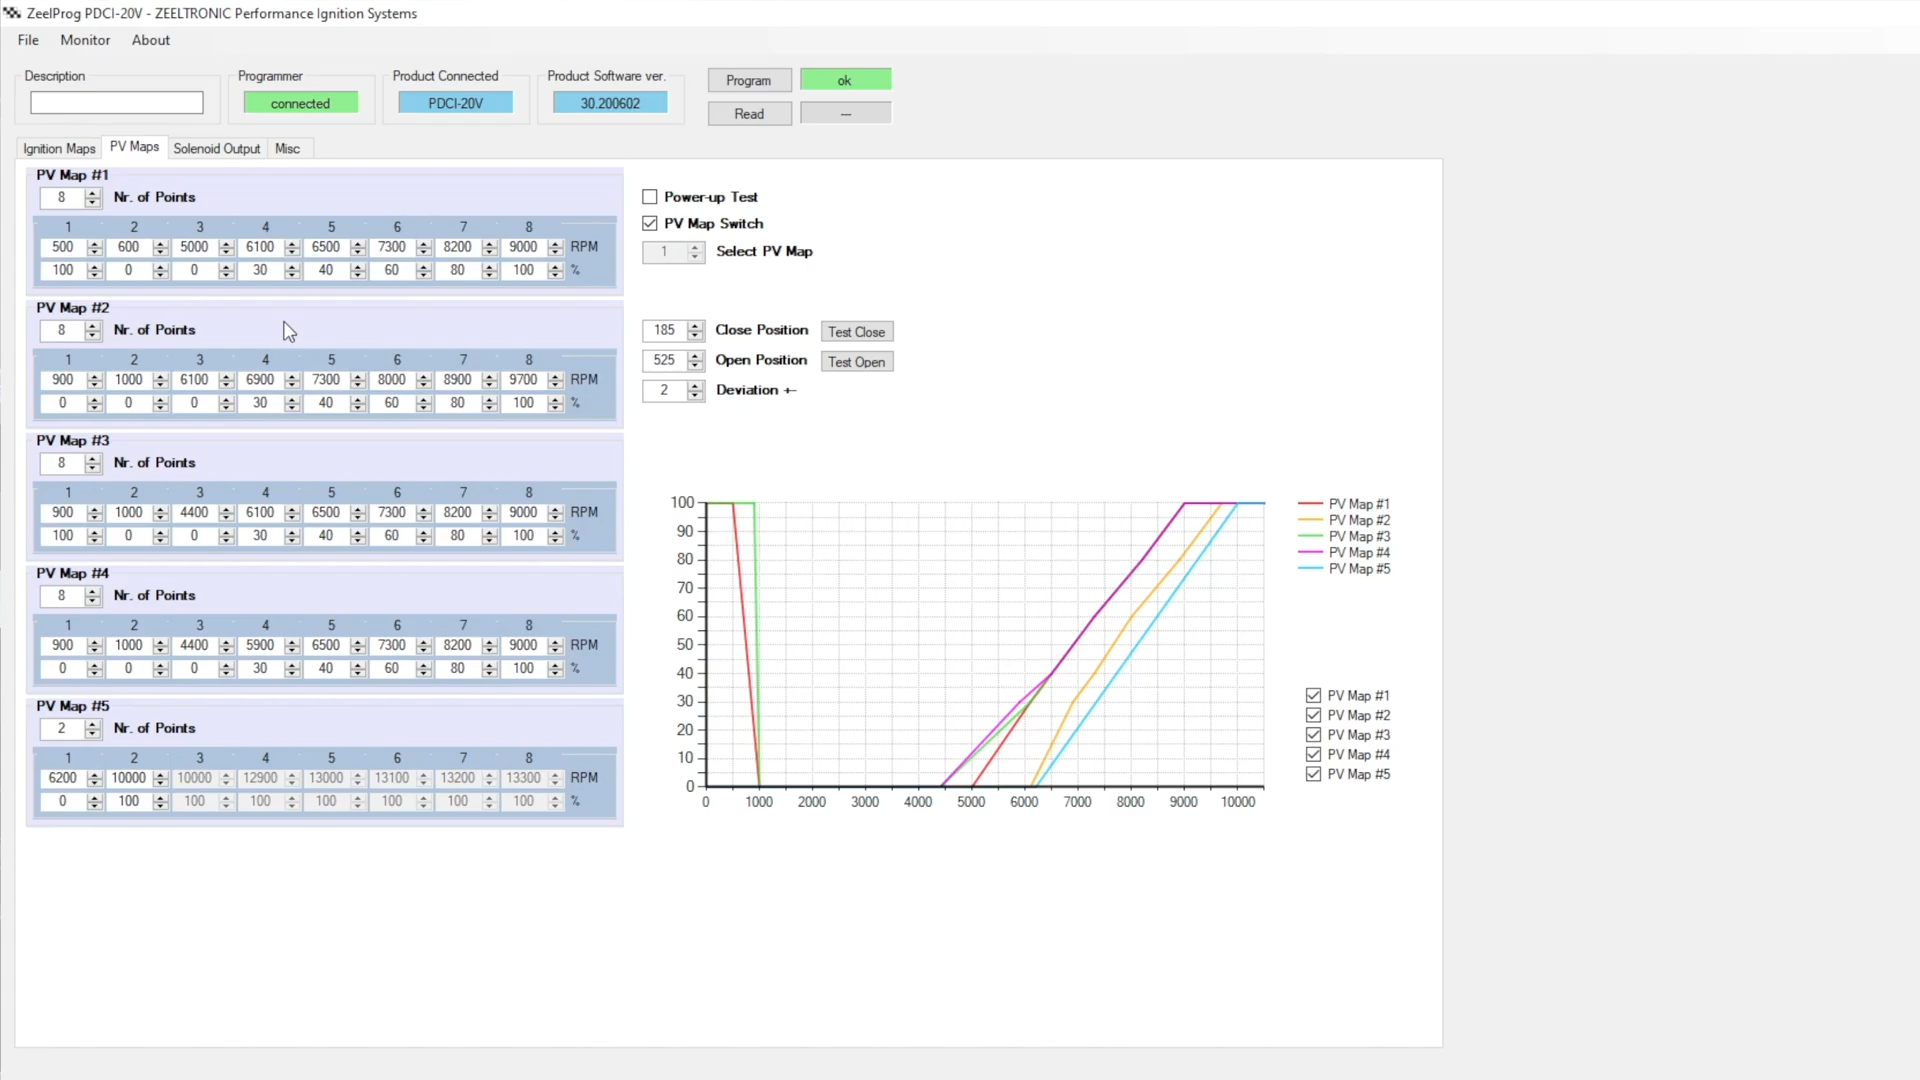 ZeelProg PDCI-20V - ZEELTRONIC Performance Ignition Systems
File Monitor About
Description Programmer Product Connected Product Software ver.
connected PDCI-20V 30.200602
Program ok
Read ---
Ignition Maps PV Maps Solenoid Output Misc
PV Map #1
8 Nr. of Points
1 2 3 4 5 6 7 8
500 600 5000 6100 6500 7300 8200 9000 RPM
100 0 0 30 40 60 80 100 %
PV Map #2
8 Nr. of Points
1 2 3 4 5 6 7 8
900 1000 6100 6900 7300 8000 8900 9700 RPM
0 0 0 30 40 60 80 100 %
PV Map #3
8 Nr. of Points
1 2 3 4 5 6 7 8
900 1000 4400 6100 6500 7300 8200 9000 RPM
100 0 0 30 40 60 80 100 %
PV Map #4
8 Nr. of Points
1 2 3 4 5 6 7 8
900 1000 4400 5900 6500 7300 8200 9000 RPM
0 0 0 30 40 60 80 100 %
PV Map #5
2 Nr. of Points
1 2 3 4 5 6 7 8
6200 10000 10000 12900 13000 13100 13200 13300 RPM
0 100 100 100 100 100 100 100 %
Power-up Test
PV Map Switch
1 Select PV Map
185 Close Position Test Close
525 Open Position Test Open
2 Deviation +-
100
90
80
70
60
50
40
30
20
10
0
0 1000 2000 3000 4000 5000 6000 7000 8000 9000 10000
PV Map #1
PV Map #2
PV Map #3
PV Map #4
PV Map #5
PV Map #1
PV Map #2
PV Map #3
PV Map #4
PV Map #5